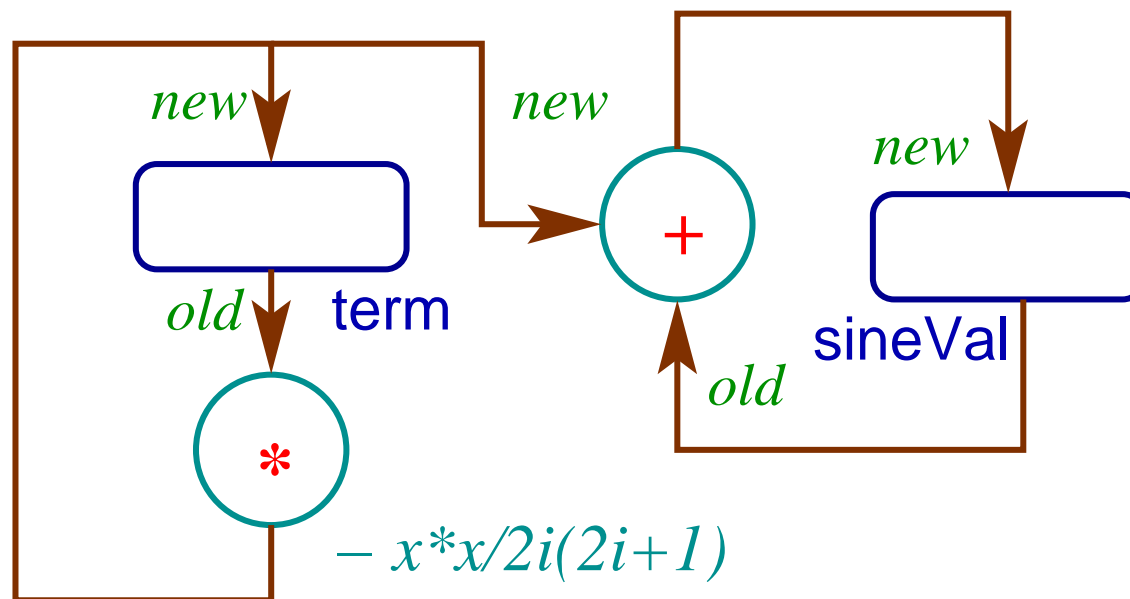 new
new
new
+
old
term
sineVal
old
*
– x*x/2i(2i+1)